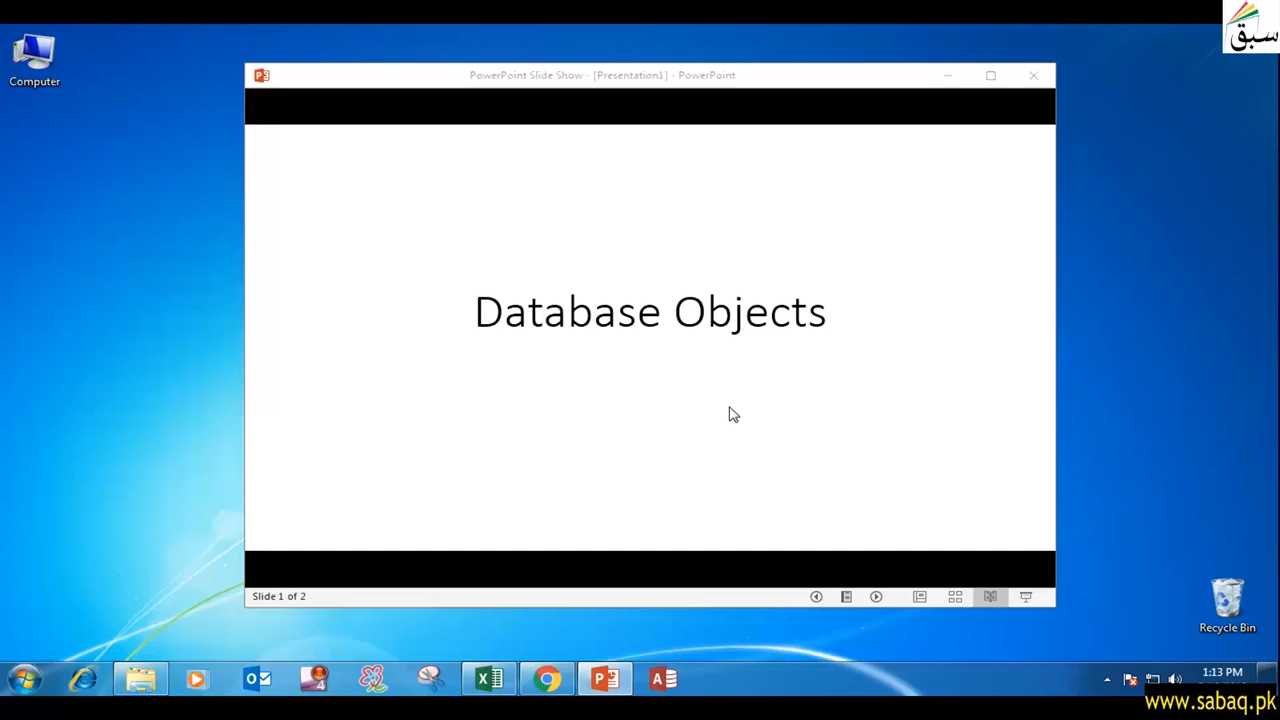 سبق
Computer
PowerPoint Slide Show - [Presentation1] - PowerPoint
Database Objects
Slide 1 of 2
Recycle Bin
1:13 PM
www.sabaq.pk